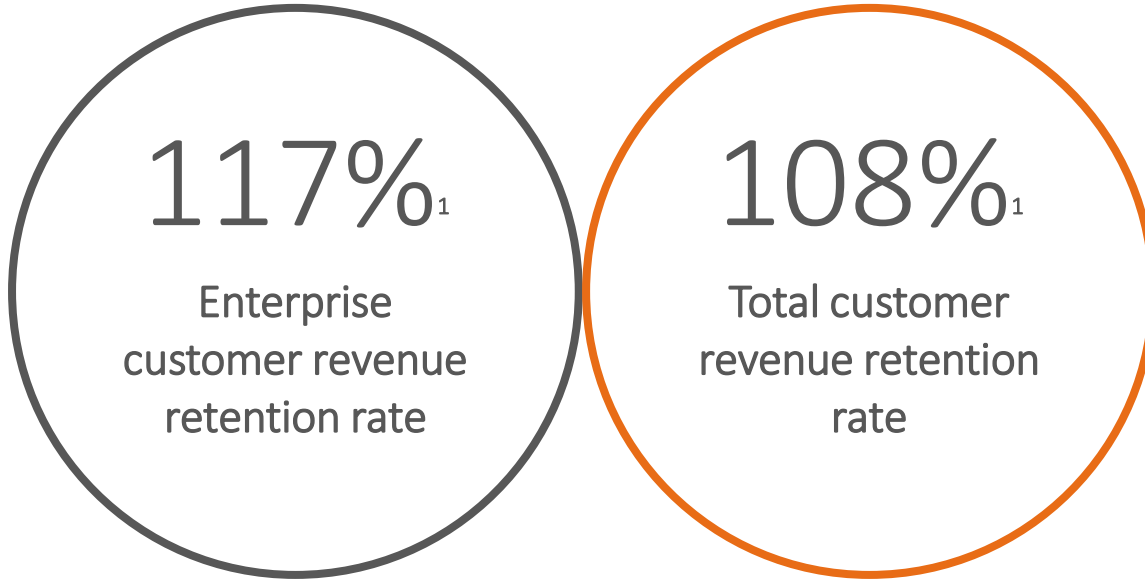 117%1
Enterprise
customer revenue
retention rate
108%1
Total customer
revenue retention
rate